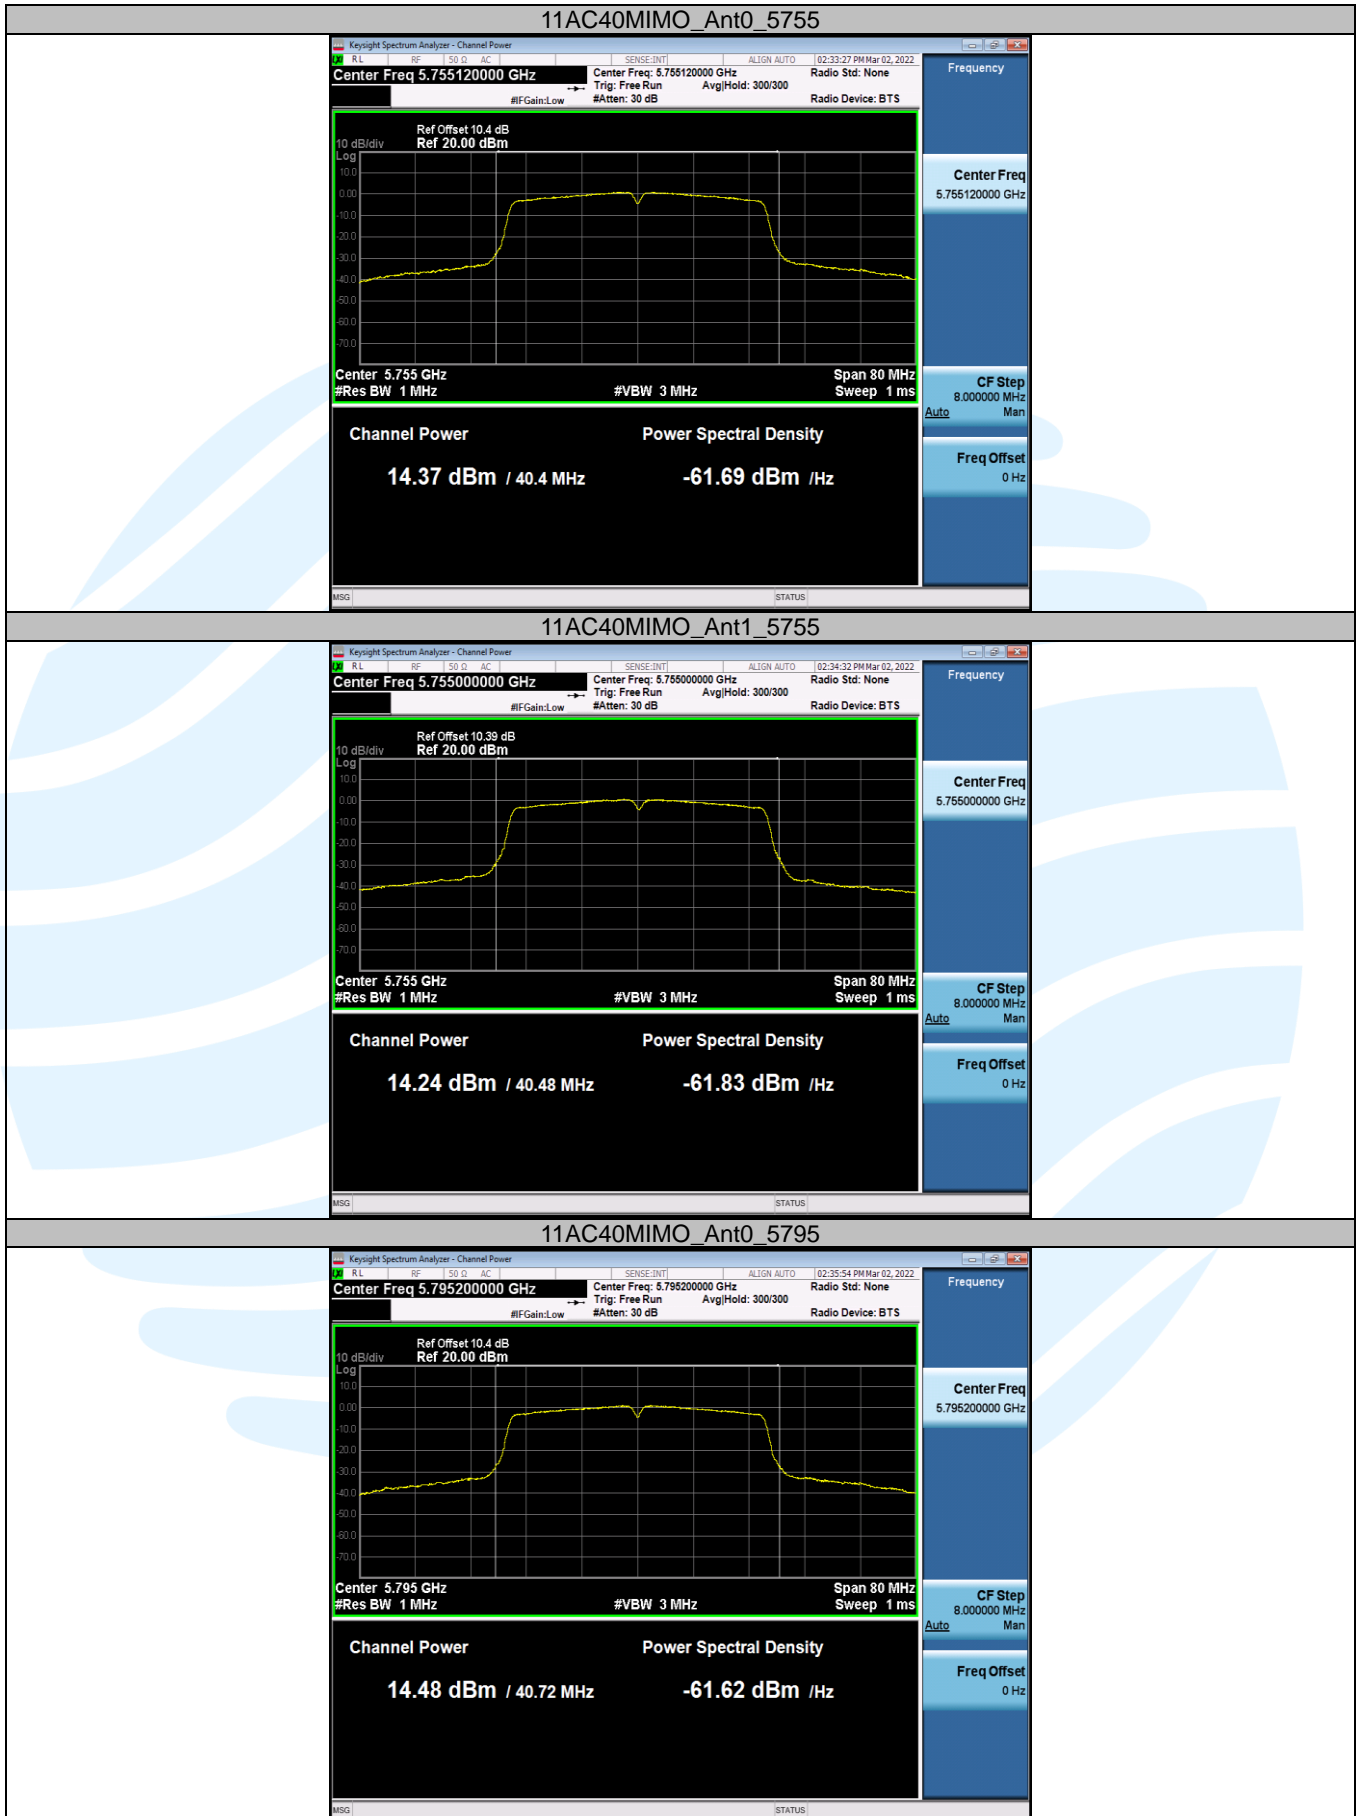 11AC40MIMO_Ant0_5755
Keysight Spectrum Analyzer - Channel Power
RL RF 50 Ω AC SENSE:INT ALIGN AUTO 02:33:27 PM Mar 02, 2022
Center Freq 5.755120000 GHz Center Freq: 5.755120000 GHz Radio Std: None Frequency
Trig: Free Run Avg|Hold: 300/300
#IFGain:Low #Atten: 30 dB Radio Device: BTS
Ref Offset 10.4 dB
10 dB/div Ref 20.00 dBm
Log
10.0
0.00
-10.0
-20.0
-30.0
-40.0
-50.0
-60.0
-70.0
Center Freq
5.755120000 GHz
Center 5.755 GHz Span 80 MHz
#Res BW 1 MHz #VBW 3 MHz Sweep 1 ms
CF Step
8.000000 MHz
Auto Man
Channel Power Power Spectral Density
14.37 dBm / 40.4 MHz -61.69 dBm /Hz
Freq Offset
0 Hz
MSG STATUS
11AC40MIMO_Ant1_5755
Keysight Spectrum Analyzer - Channel Power
RL RF 50 Ω AC SENSE:INT ALIGN AUTO 02:34:32 PM Mar 02, 2022
Center Freq 5.755000000 GHz Center Freq: 5.755000000 GHz Radio Std: None Frequency
Trig: Free Run Avg|Hold: 300/300
#IFGain:Low #Atten: 30 dB Radio Device: BTS
Ref Offset 10.39 dB
10 dB/div Ref 20.00 dBm
Log
10.0
0.00
-10.0
-20.0
-30.0
-40.0
-50.0
-60.0
-70.0
Center Freq
5.755000000 GHz
Center 5.755 GHz Span 80 MHz
#Res BW 1 MHz #VBW 3 MHz Sweep 1 ms
CF Step
8.000000 MHz
Auto Man
Channel Power Power Spectral Density
14.24 dBm / 40.48 MHz -61.83 dBm /Hz
Freq Offset
0 Hz
MSG STATUS
11AC40MIMO_Ant0_5795
Keysight Spectrum Analyzer - Channel Power
RL RF 50 Ω AC SENSE:INT ALIGN AUTO 02:35:54 PM Mar 02, 2022
Center Freq 5.795200000 GHz Center Freq: 5.795200000 GHz Radio Std: None Frequency
Trig: Free Run Avg|Hold: 300/300
#IFGain:Low #Atten: 30 dB Radio Device: BTS
Ref Offset 10.4 dB
10 dB/div Ref 20.00 dBm
Log
10.0
0.00
-10.0
-20.0
-30.0
-40.0
-50.0
-60.0
-70.0
Center Freq
5.795200000 GHz
Center 5.795 GHz Span 80 MHz
#Res BW 1 MHz #VBW 3 MHz Sweep 1 ms
CF Step
8.000000 MHz
Auto Man
Channel Power Power Spectral Density
14.48 dBm / 40.72 MHz -61.62 dBm /Hz
Freq Offset
0 Hz
MSG STATUS